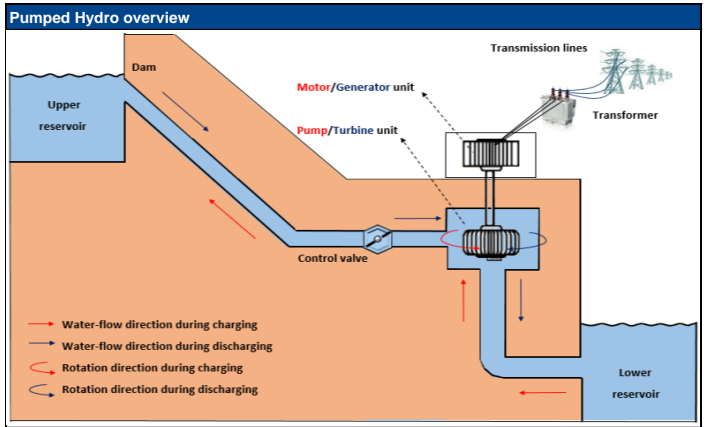 Pumped Hydro overview
Transmission lines
Dam
Motor/Generator unit
Upper
reservoir
Transformer
Pump/Turbine unit
Control valve
Water-flow direction during charging
Water-flow direction during discharging
Rotation direction during charging
Rotation direction during discharging
Lower
reservoir